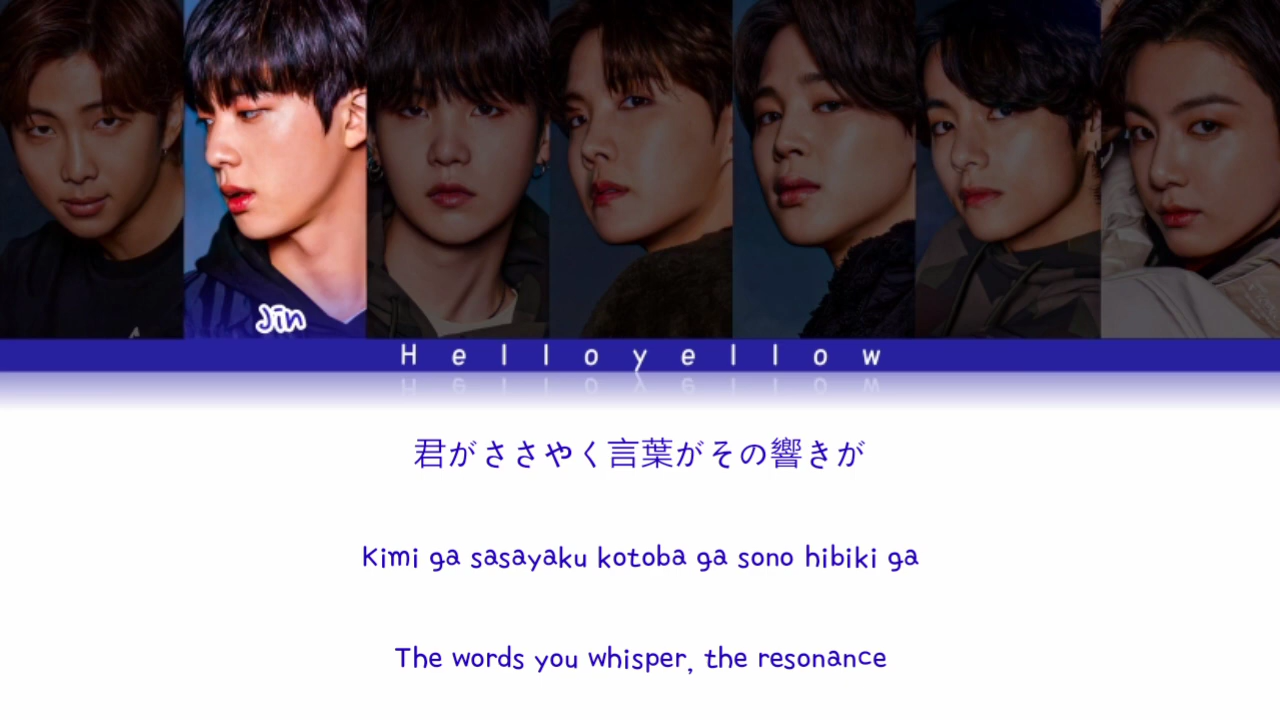 Jin
H e l l o y e l l o w
君がささやく言葉がその響きが
Kimi ga sasayaku kotoba ga sono hibiki ga
The words you whisper, the resonance